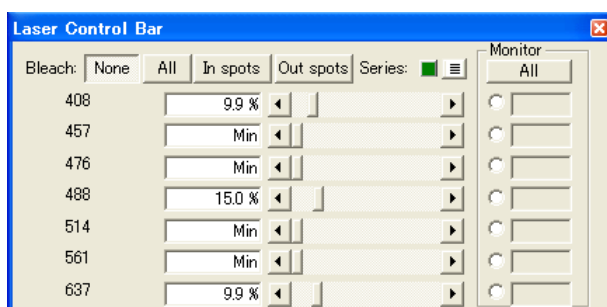 Laser Control Bar
Monitor
Bleach: None All In spots Out spots Series: All
408 9.9 %
457 Min
476 Min
488 15.0 %
514 Min
561 Min
637 9.9 %